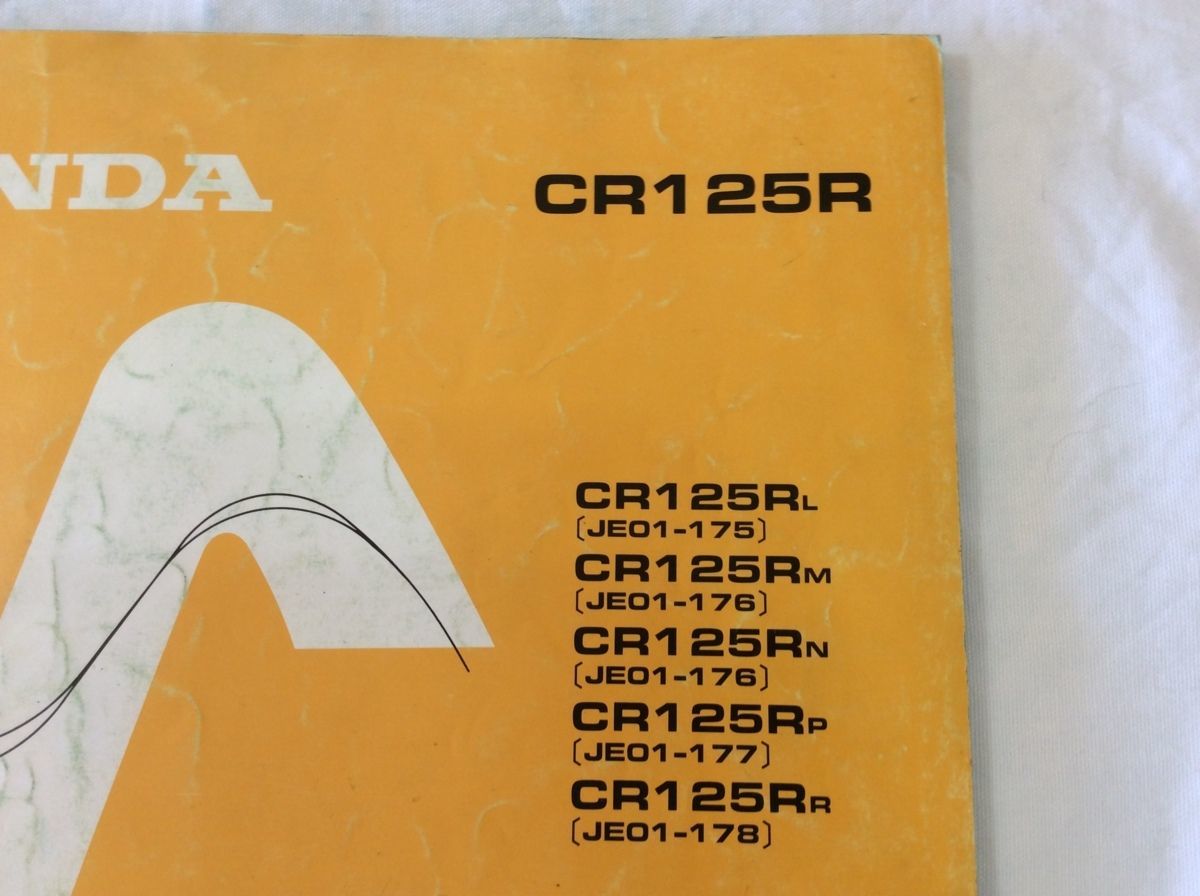 NDA
CR125R
CR125RL
〔JE01-175〕
CR125RM
〔JE01-176〕
CR125RN
〔JE01-176〕
CR125RP
〔JE01-177〕
CR125RR
〔JE01-178〕